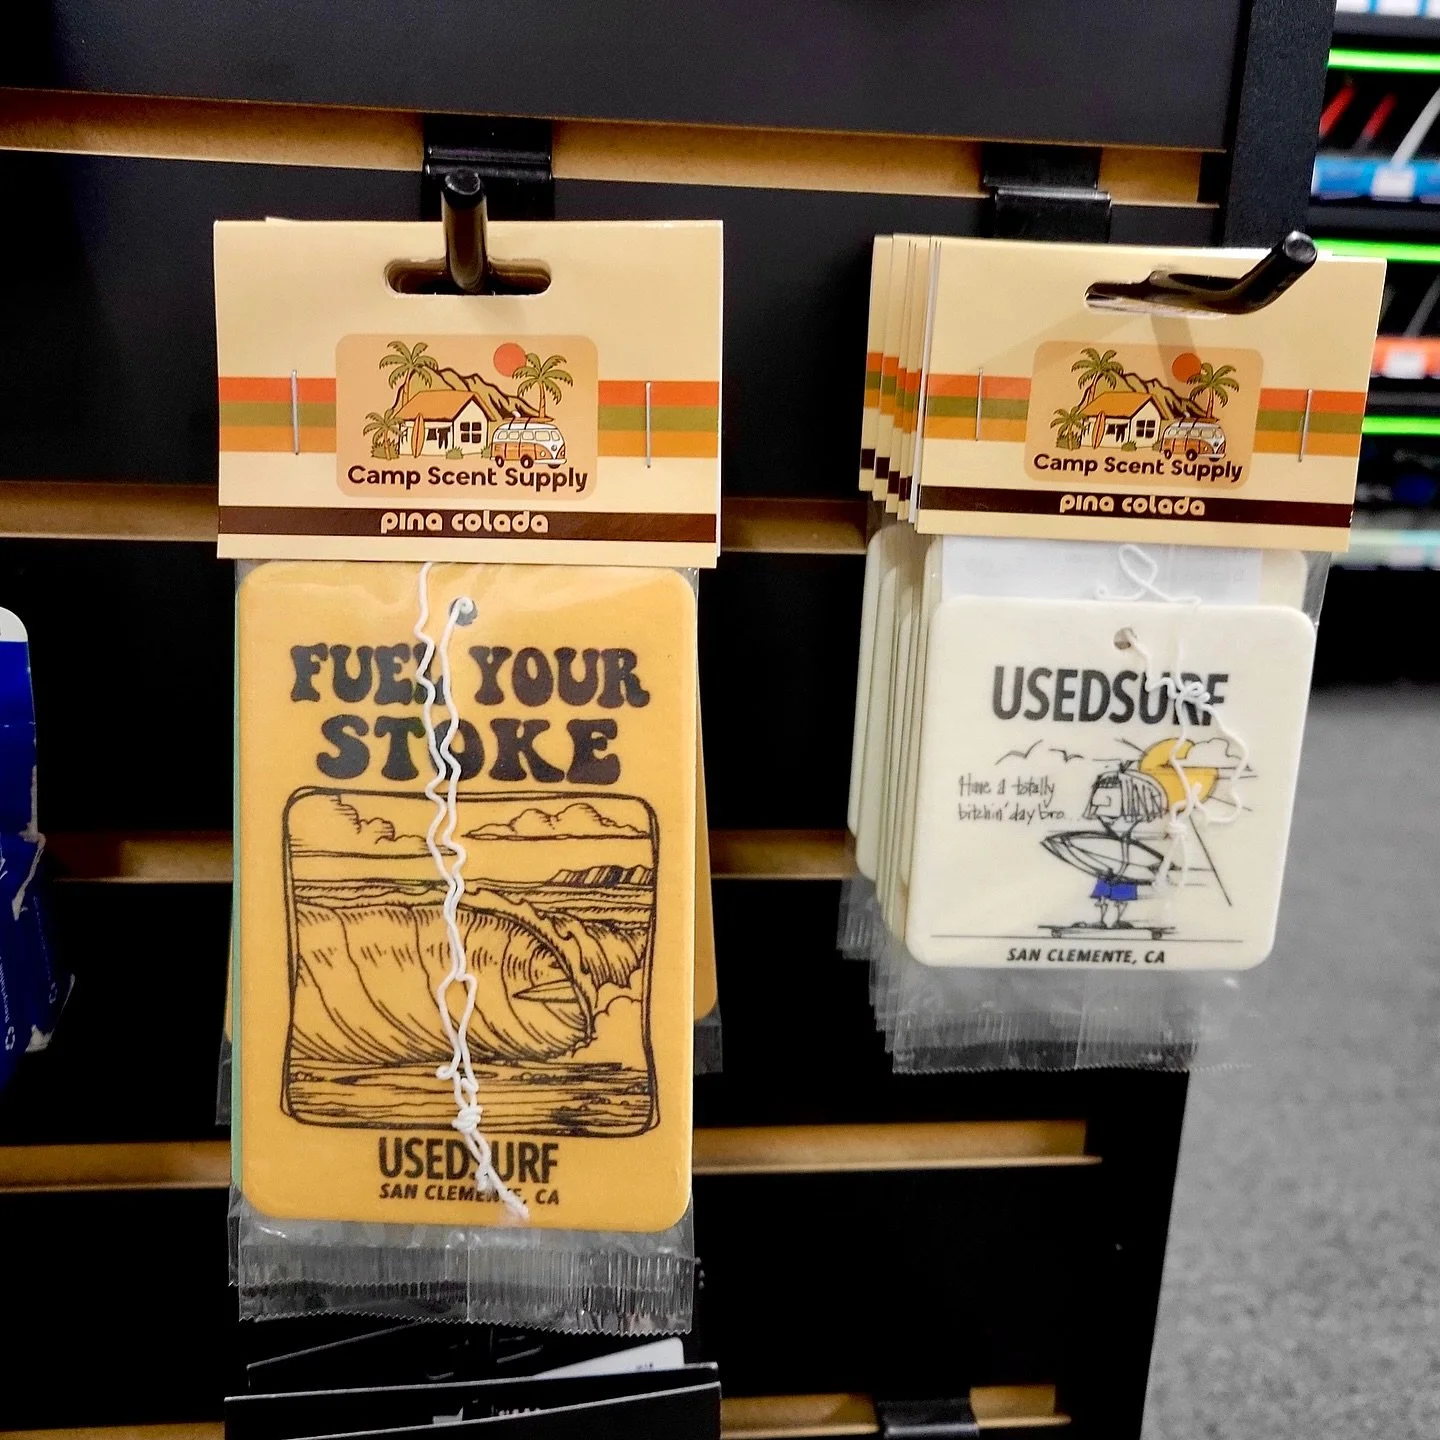 Camp Scent Supply
pina colada
FUEL YOUR
STOKE
USEDSURF
SAN CLEMENTE, CA
Camp Scent Supply
pina colada
USEDSURF
Have a totally
bitchin' day bro...
SAN CLEMENTE, CA